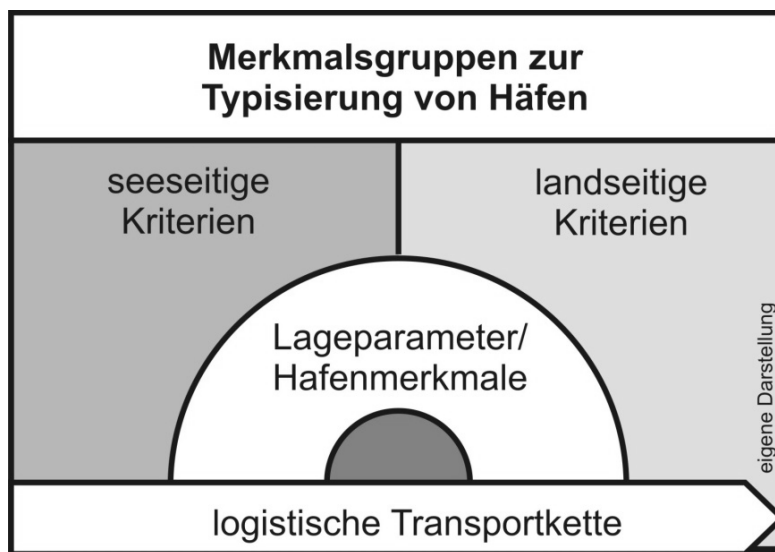 Merkmalsgruppen zur
Typisierung von Häfen
seeseitige
Kriterien
landseitige
Kriterien
Lageparameter/
Hafenmerkmale
logistische Transportkette
eigene Darstellung